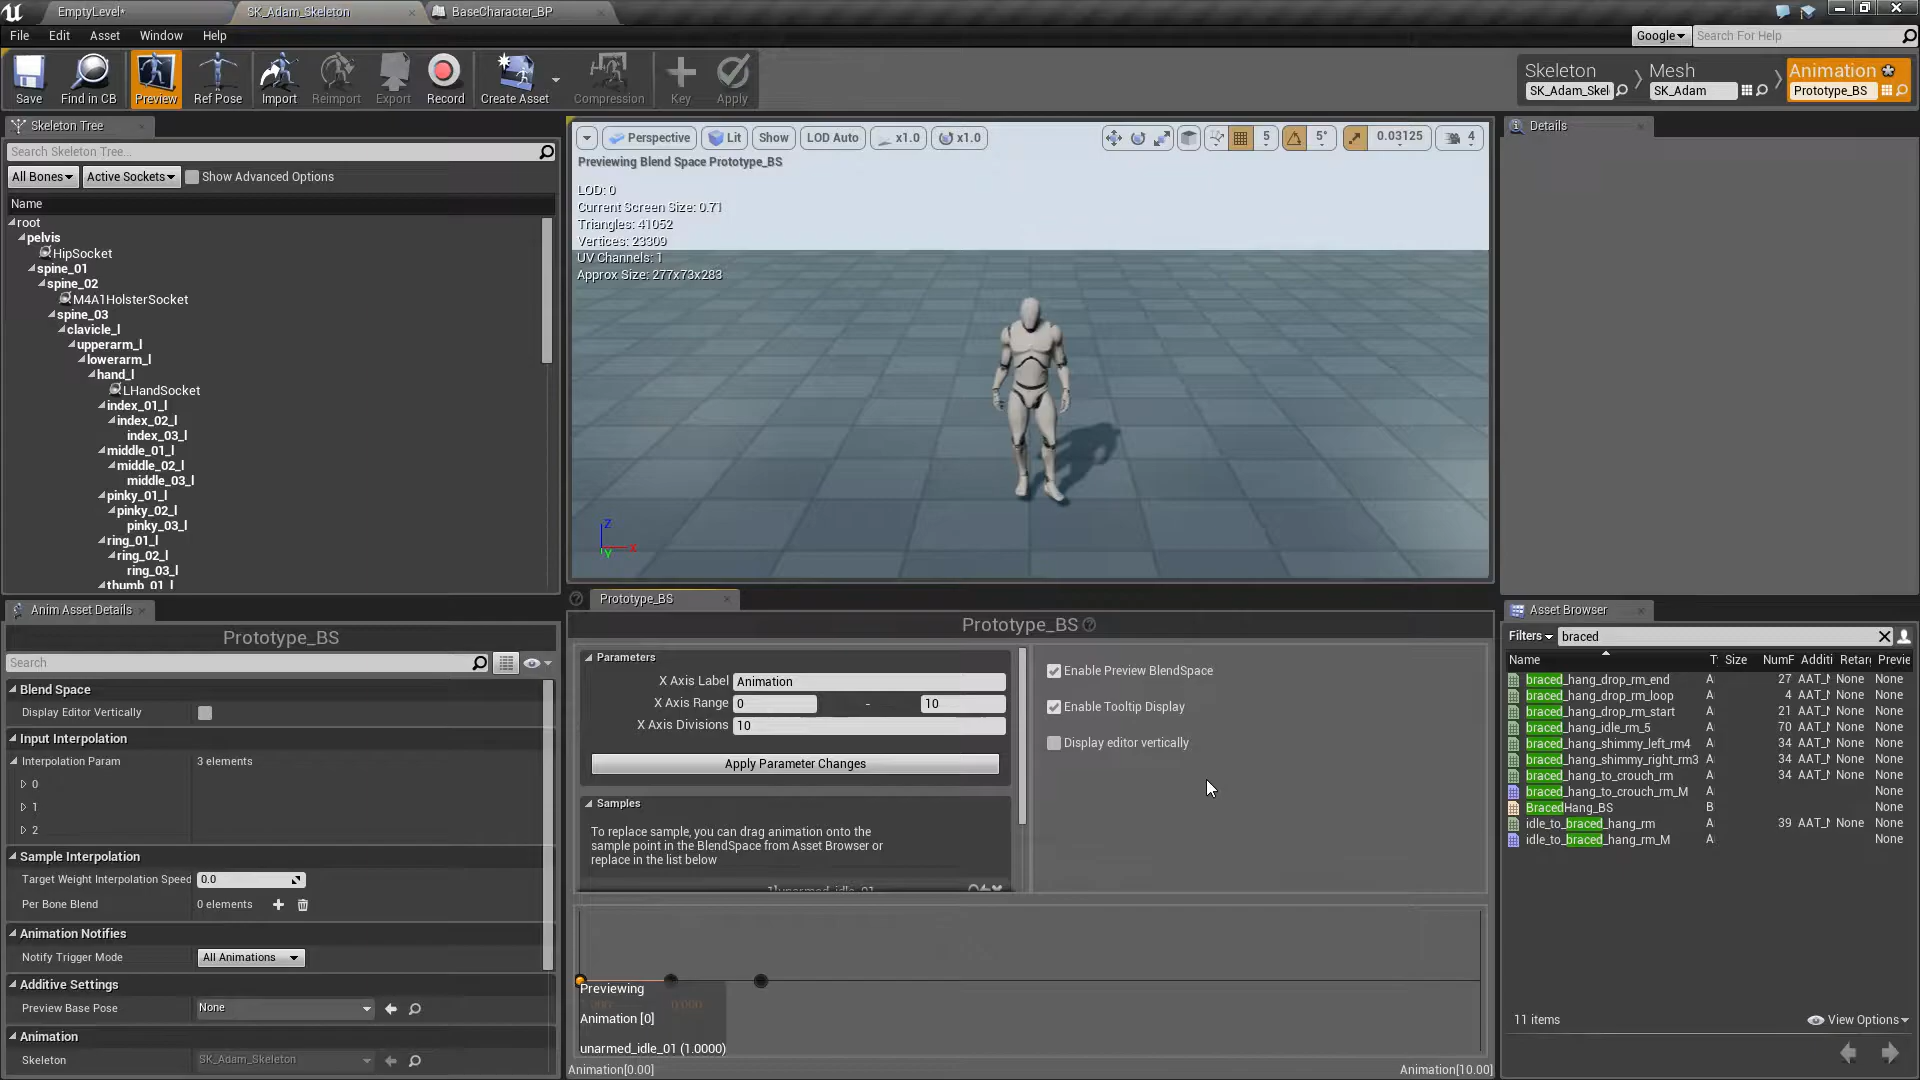 EmptyLevel*
SK_Adam_Skeleton
BaseCharacter_BP
File Edit Asset Window Help
Google
Search For Help
Save
Find in CB
Preview
Ref Pose
Import
Reimport
Export
Record
Create Asset
Compression
Key
Apply
Skeleton
SK_Adam_Skel
Mesh
SK_Adam
Animation
Prototype_BS
Skeleton Tree
Search Skeleton Tree...
All Bones
Active Sockets
Show Advanced Options
Name
root
pelvis
HipSocket
spine_01
spine_02
M4A1HolsterSocket
spine_03
clavicle_l
upperarm_l
lowerarm_l
hand_l
LHandSocket
index_01_l
index_02_l
index_03_l
middle_01_l
middle_02_l
middle_03_l
pinky_01_l
pinky_02_l
pinky_03_l
ring_01_l
ring_02_l
ring_03_l
thumb_01_l
Perspective
Lit
Show
LOD Auto
x1.0
x1.0
5
5°
0.03125
4
Previewing Blend Space Prototype_BS
LOD: 0
Current Screen Size: 0.71
Triangles: 41052
Vertices: 23309
UV Channels: 1
Approx Size: 277x73x283
Z
X
Y
Details
Anim Asset Details
Prototype_BS
Search
Blend Space
Display Editor Vertically
Input Interpolation
Interpolation Param 3 elements
0
1
2
Sample Interpolation
Target Weight Interpolation Speed 0.0
Per Bone Blend 0 elements
Animation Notifies
Notify Trigger Mode All Animations
Additive Settings
Preview Base Pose None
Animation
Skeleton SK_Adam_Skeleton
Prototype_BS
Prototype_BS
Parameters
X Axis Label Animation
X Axis Range 0 - 10
X Axis Divisions 10
Apply Parameter Changes
Samples
To replace sample, you can drag animation onto the
sample point in the BlendSpace from Asset Browser or
replace in the list below
unarmed_idle_01
Enable Preview BlendSpace
Enable Tooltip Display
Display editor vertically
Previewing
0.000
Animation [0]
unarmed_idle_01 (1.0000)
Animation[0.00]
Animation[10.00]
Asset Browser
Filters
braced
Name T Size NumF Additi Retarg Previe
braced_hang_drop_rm_end A 27 AAT_N None None
braced_hang_drop_rm_loop A 4 AAT_N None None
braced_hang_drop_rm_start A 21 AAT_N None None
braced_hang_idle_rm_5 A 70 AAT_N None None
braced_hang_shimmy_left_rm4 A 34 AAT_N None None
braced_hang_shimmy_right_rm3 A 34 AAT_N None None
braced_hang_to_crouch_rm A 34 AAT_N None None
braced_hang_to_crouch_rm_M A None
BracedHang_BS B None
idle_to_braced_hang_rm A 39 AAT_N None None
idle_to_braced_hang_rm_M A None
11 items
View Options